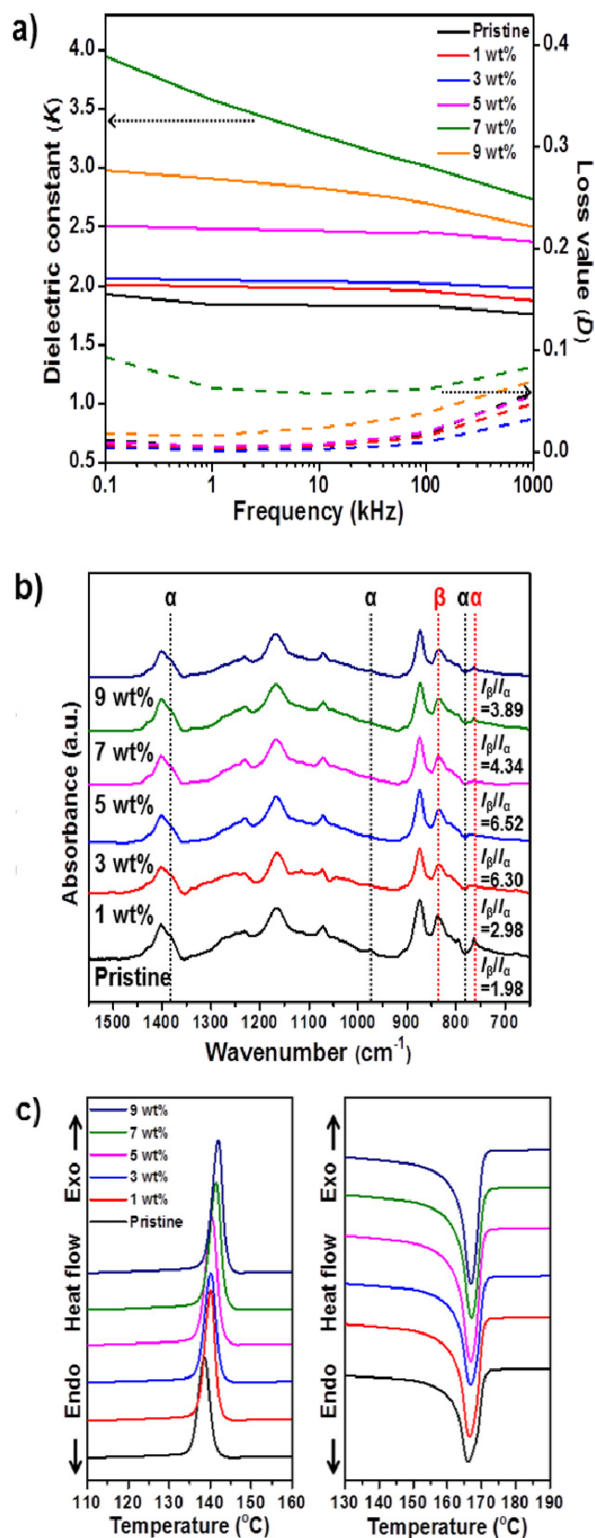 a)
Pristine
1 wt%
3 wt%
5 wt%
7 wt%
9 wt%
Dielectric constant (K)
4.0
3.5
3.0
2.5
2.0
1.5
1.0
0.5
0.4
0.3
0.2
0.1
0.0
Loss value (D)
0.1 1 10 100 1000
Frequency (kHz)
b)
α α β α α
Absorbance (a.u.)
9 wt%
7 wt%
5 wt%
3 wt%
1 wt%
Pristine
Iβ/Iα
=3.89
Iβ/Iα
=4.34
Iβ/Iα
=6.52
Iβ/Iα
=6.30
Iβ/Iα
=2.98
Iβ/Iα
=1.98
1500 1400 1300 1200 1100 1000 900 800 700
Wavenumber (cm⁻¹)
c)
9 wt%
7 wt%
5 wt%
3 wt%
1 wt%
Pristine
Exo
Heat flow
Endo
110 120 130 140 150 160
Temperature (°C)
Exo
Heat flow
Endo
130 140 150 160 170 180 190
Temperature (°C)